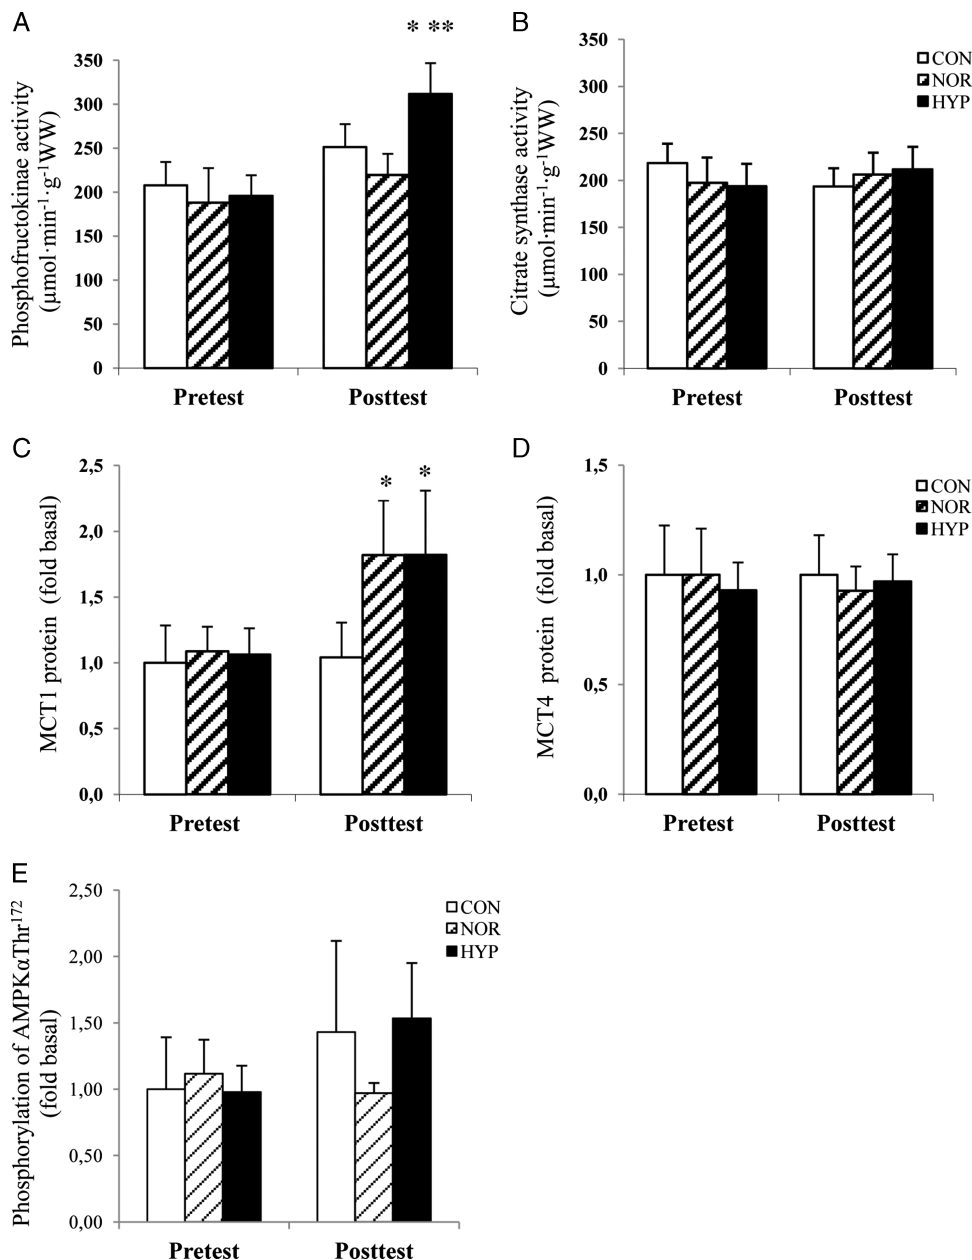 A
* **
Phosphofructokinae activity
(µmol·min-1·g-1WW)
350
300
250
200
150
100
50
0
Pretest
Posttest
B
Citrate synthase activity
(µmol·min-1·g-1WW)
350
300
250
200
150
100
50
0
CON
NOR
HYP
Pretest
Posttest
C
MCT1 protein (fold basal)
2,5
2,0
1,5
1,0
0,5
0,0
*
*
Pretest
Posttest
D
MCT4 protein (fold basal)
1,5
1,0
0,5
0,0
CON
NOR
HYP
Pretest
Posttest
E
Phosphorylation of AMPKαThr172
(fold basal)
2,50
2,00
1,50
1,00
0,50
0,00
CON
NOR
HYP
Pretest
Posttest